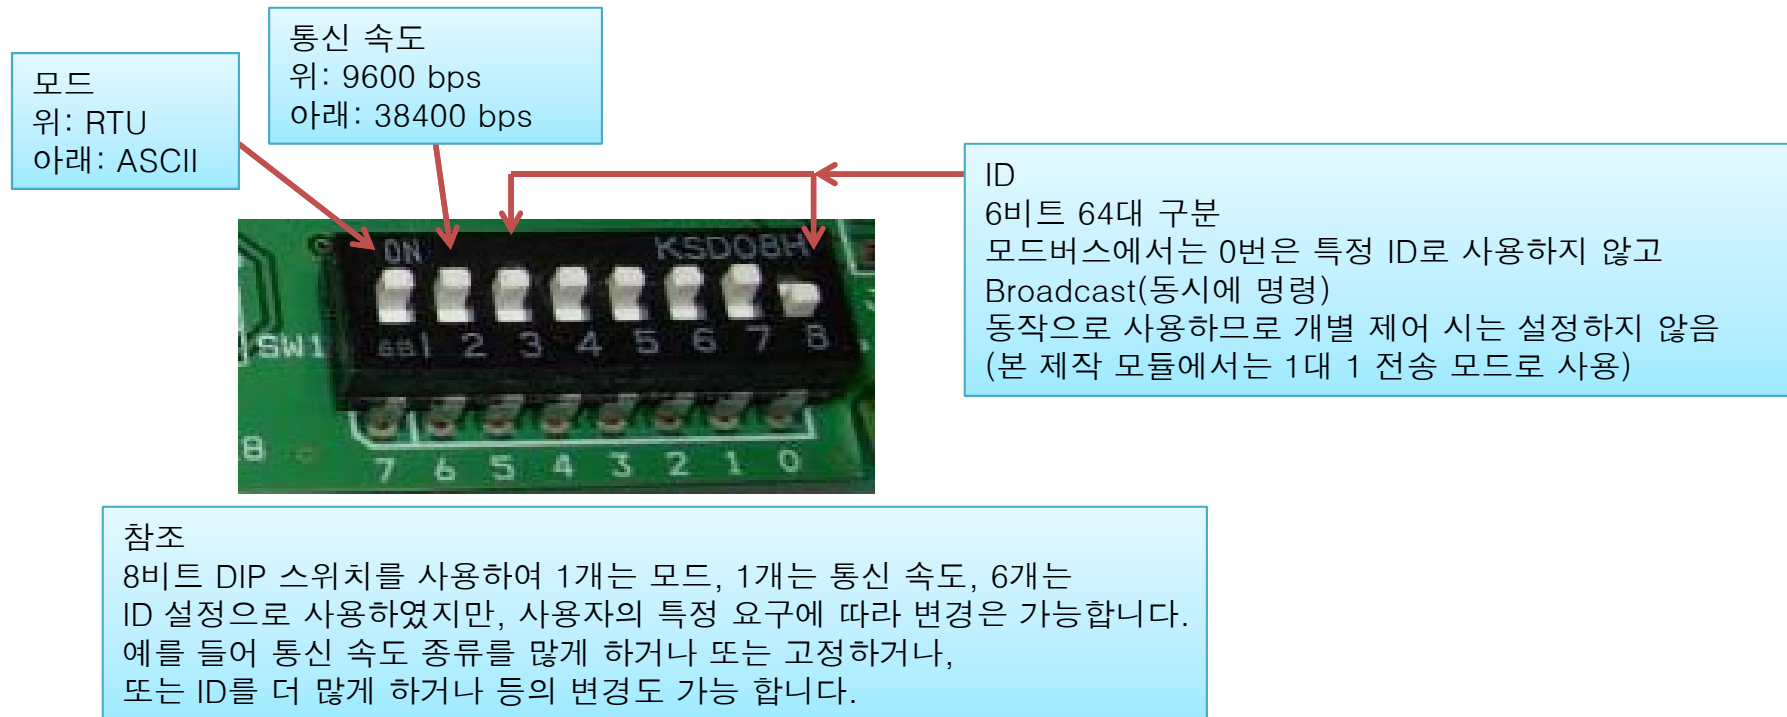 통신 속도
위: 9600 bps
아래: 38400 bps
모드
위: RTU
아래: ASCII
ID
6비트 64대 구분
모드버스에서는 0번은 특정 ID로 사용하지 않고
Broadcast(동시에 명령)
동작으로 사용하므로 개별 제어 시는 설정하지 않음
(본 제작 모듈에서는 1대 1 전송 모드로 사용)
ON KSD08H
SW1 1 2 3 4 5 6 7 8
7 6 5 4 3 2 1 0
참조
8비트 DIP 스위치를 사용하여 1개는 모드, 1개는 통신 속도, 6개는
ID 설정으로 사용하였지만, 사용자의 특정 요구에 따라 변경은 가능합니다.
예를 들어 통신 속도 종류를 많게 하거나 또는 고정하거나,
또는 ID를 더 많게 하거나 등의 변경도 가능 합니다.